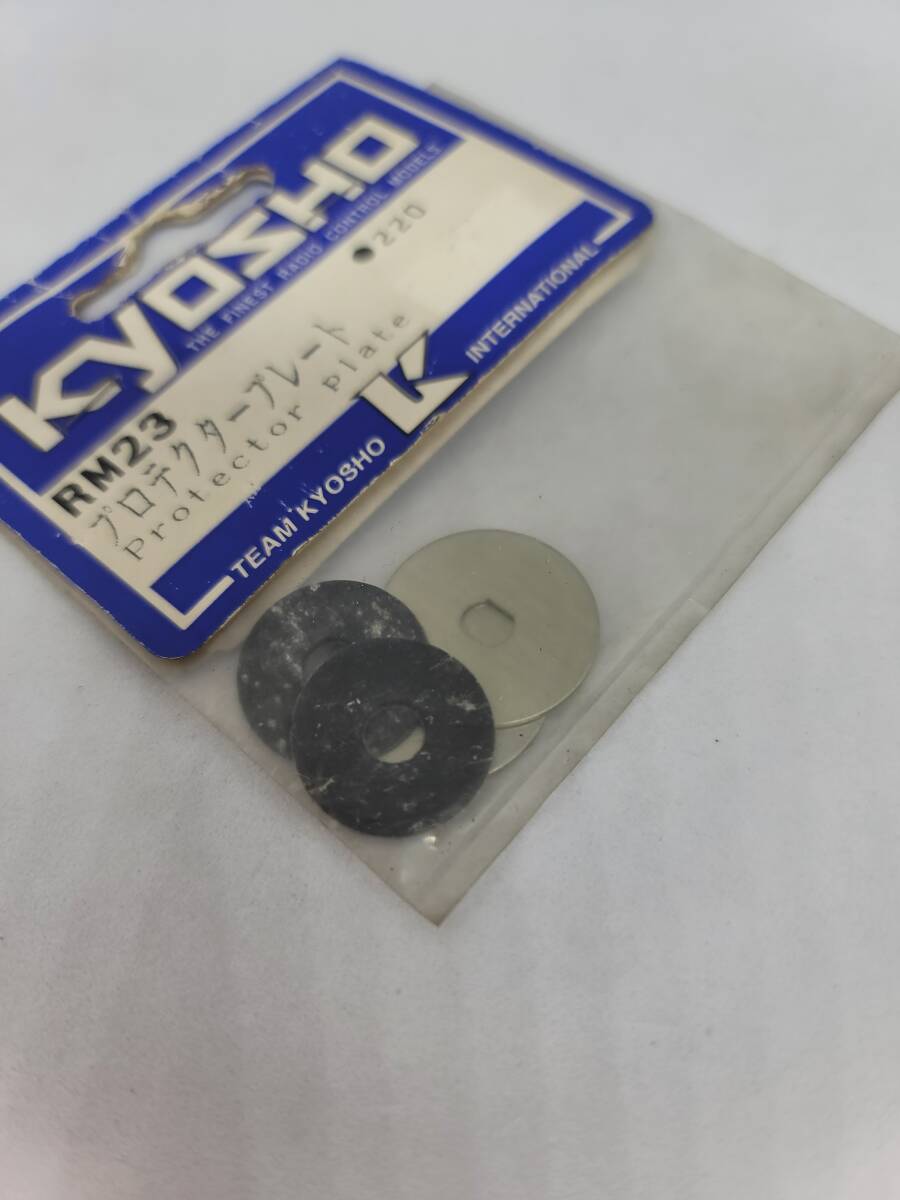 KYOSHO
THE FINEST RADIO CONTROL MODELS
RM23 ●220
プロテクタープレート
Protector plate
TEAM KYOSHO K INTERNATIONAL